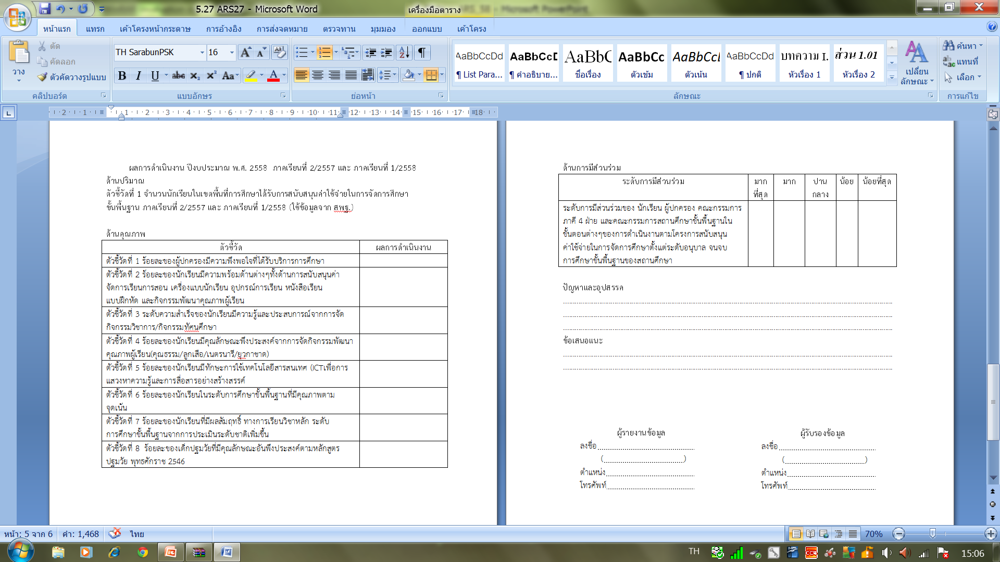 5.27 ARS27 - Microsoft Word
เครื่องมือตาราง
หน้าแรก แทรก เค้าโครงหน้ากระดาษ การอ้างอิง การส่งจดหมาย ตรวจทาน มุมมอง ออกแบบ เค้าโครง
วาง
ตัด
คัดลอก
ตัวคัดวางรูปแบบ
คลิปบอร์ด
TH SarabunPSK 16
แบบอักษร
ย่อหน้า
AaBbCcDd AaBbCcD AaBbC AaBbCc AaBbCcL AaBbCcDd บทความ I. ส่วน 1.01
¶ List Para... ¶ คำอธิบาย... ชื่อเรื่อง ตัวเข้ม ตัวเน้น ¶ ปกติ หัวเรื่อง 1 หัวเรื่อง 2
ลักษณะ
เปลี่ยน
ลักษณะ
ค้นหา
แทนที่
เลือก
การแก้ไข
2 1 1 2 3 4 5 6 7 8 9 10 11 12 13 14 15 16 17 18
ผลการดำเนินงาน ปีงบประมาณ พ.ศ. 2558 ภาคเรียนที่ 2/2557 และ ภาคเรียนที่ 1/2558
ด้านปริมาณ
ตัวชี้วัดที่ 1 จำนวนนักเรียนในเขตพื้นที่การศึกษาได้รับการสนับสนุนค่าใช้จ่ายในการจัดการศึกษา
ขั้นพื้นฐาน ภาคเรียนที่ 2/2557 และ ภาคเรียนที่ 1/2558 (ใช้ข้อมูลจาก สพฐ.)
ด้านคุณภาพ
ตัวชี้วัด ผลการดำเนินงาน
ตัวชี้วัดที่ 1 ร้อยละของผู้ปกครองมีความพึงพอใจที่ได้รับบริการการศึกษา
ตัวชี้วัดที่ 2 ร้อยละของนักเรียนมีความพร้อมด้านต่างๆทั้งด้านการสนับสนุนค่า
จัดการเรียนการสอน เครื่องแบบนักเรียน อุปกรณ์การเรียน หนังสือเรียน
แบบฝึกหัด และกิจกรรมพัฒนาคุณภาพผู้เรียน
ตัวชี้วัดที่ 3 ระดับความสำเร็จของนักเรียนมีความรู้และประสบการณ์จากการจัด
กิจกรรมวิชาการ/กิจกรรมทัศนศึกษา
ตัวชี้วัดที่ 4 ร้อยละของนักเรียนมีคุณลักษณะพึงประสงค์จากการจัดกิจกรรมพัฒนา
คุณภาพผู้เรียน(คุณธรรม/ลูกเสือ/เนตรนารี/ยุวกาชาด)
ตัวชี้วัดที่ 5 ร้อยละของนักเรียนมีทักษะการใช้เทคโนโลยีสารสนเทศ (ICTเพื่อการ
แสวงหาความรู้และการสื่อสารอย่างสร้างสรรค์
ตัวชี้วัดที่ 6 ร้อยละของนักเรียนในระดับการศึกษาขั้นพื้นฐานที่มีคุณภาพตาม
จุดเน้น
ตัวชี้วัดที่ 7 ร้อยละของนักเรียนที่มีผลสัมฤทธิ์ ทางการเรียนวิชาหลัก ระดับ
การศึกษาขั้นพื้นฐานจากการประเมินระดับชาติเพิ่มขึ้น
ตัวชี้วัดที่ 8 ร้อยละของเด็กปฐมวัยที่มีคุณลักษณะอันพึงประสงค์ตามหลักสูตร
ปฐมวัย พุทธศักราช 2546
ด้านการมีส่วนร่วม
ระดับการมีส่วนร่วม มาก มาก ปาน น้อย น้อยที่สุด
ที่สุด กลาง
ระดับการมีส่วนร่วมของ นักเรียน ผู้ปกครอง คณะกรรมการ
ภาคี 4 ฝ่าย และคณะกรรมการสถานศึกษาขั้นพื้นฐานใน
ขั้นตอนต่างๆของการดำเนินงานตามโครงการสนับสนุน
ค่าใช้จ่ายในการจัดการศึกษาตั้งแต่ระดับอนุบาล จนจบ
การศึกษาขั้นพื้นฐานของสถานศึกษา
ปัญหาและอุปสรรค
ข้อเสนอแนะ
ผู้รายงานข้อมูล ผู้รับรองข้อมูล
ลงชื่อ ลงชื่อ
( ) ( )
ตำแหน่ง ตำแหน่ง
โทรศัพท์ โทรศัพท์
หน้า: 5 จาก 6 คำ: 1,468 ไทย 70%
TH 15:06